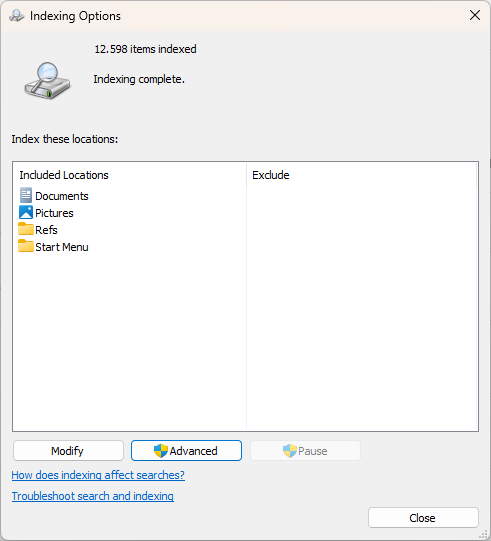 Indexing Options
12.598 items indexed
Indexing complete.
Index these locations:
Included Locations Exclude
Documents
Pictures
Refs
Start Menu
Modify Advanced Pause
How does indexing affect searches?
Troubleshoot search and indexing
Close